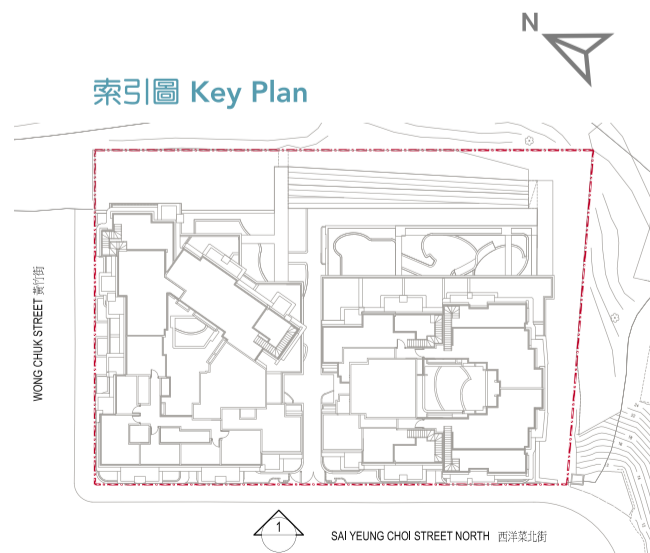 N
索引圖 Key Plan
WONG CHUK STREET 黃竹街
1
SAI YEUNG CHOI STREET NORTH 西洋菜北街